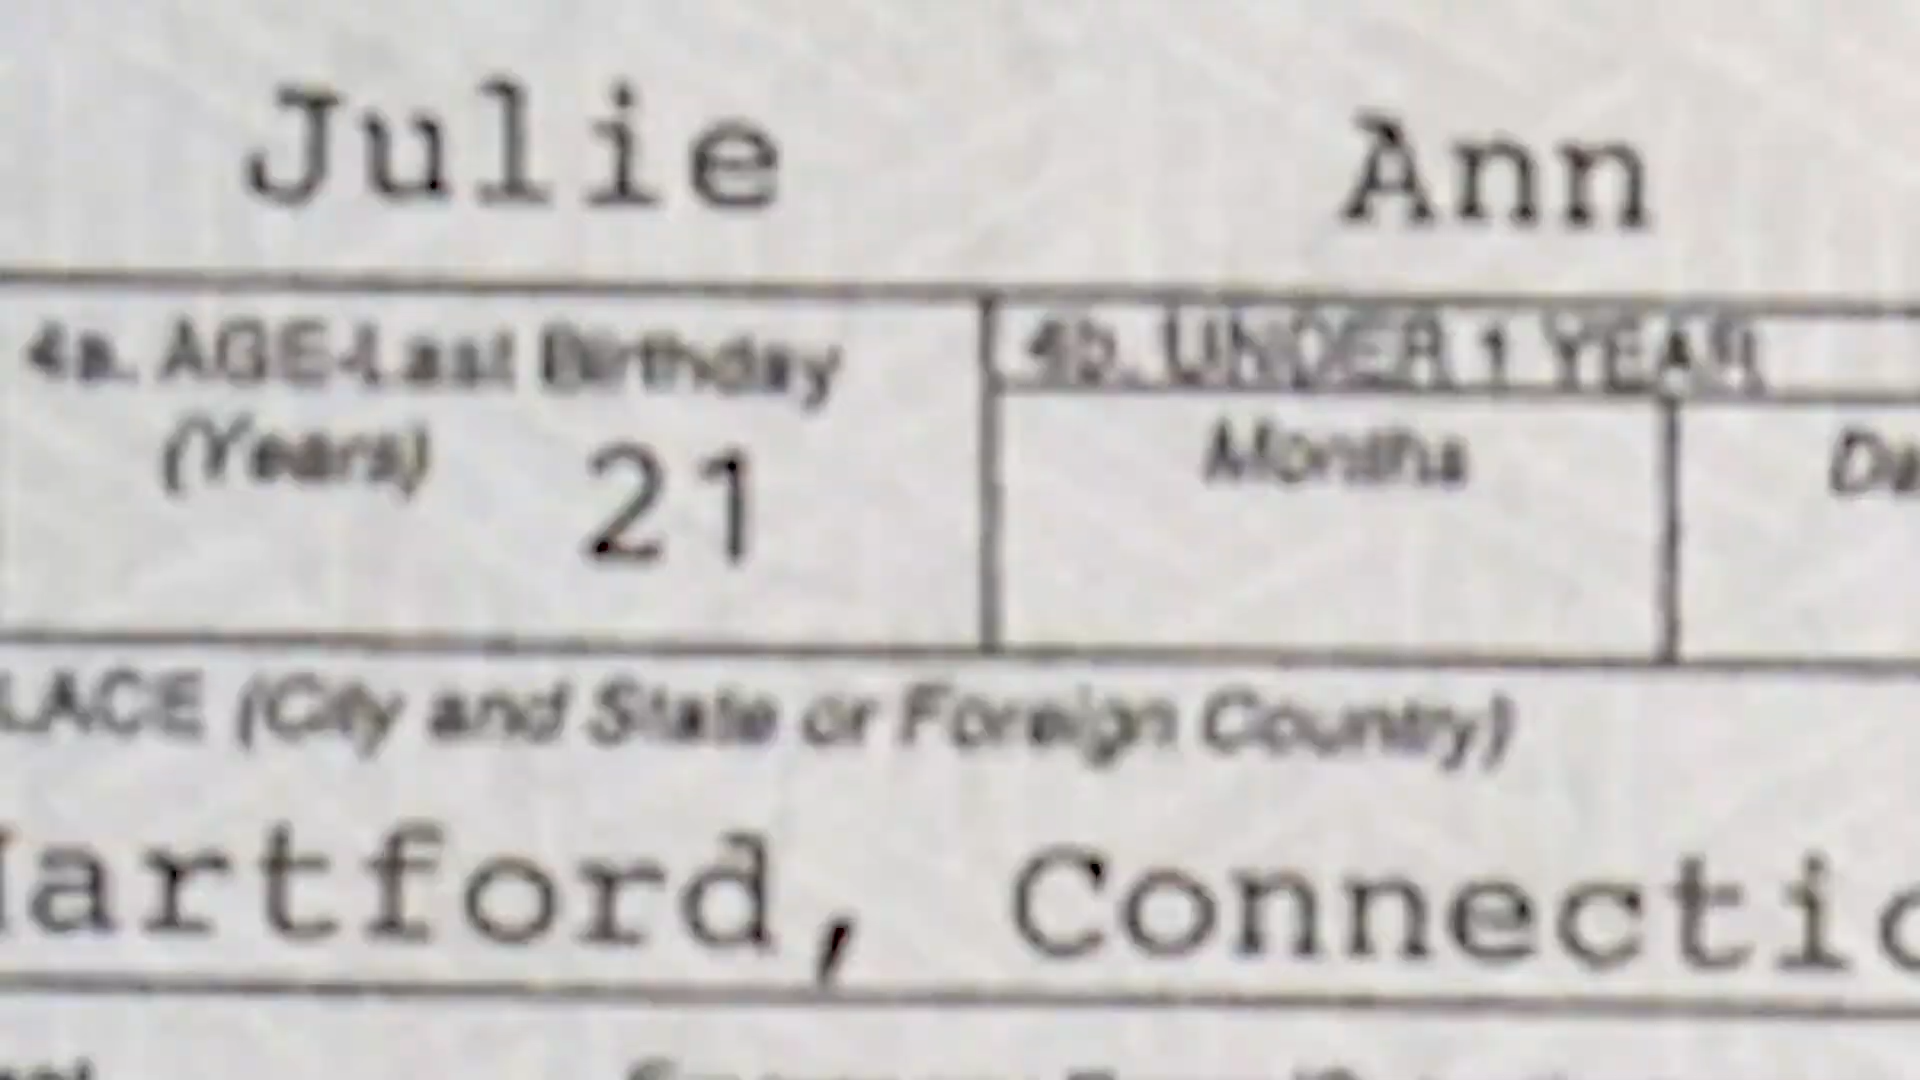 Julie Ann
4a. AGE-Last Birthday 4b. UNDER 1 YEAR
(Years) 21 Months Da
LACE (City and State or Foreign Country)
artford, Connectic